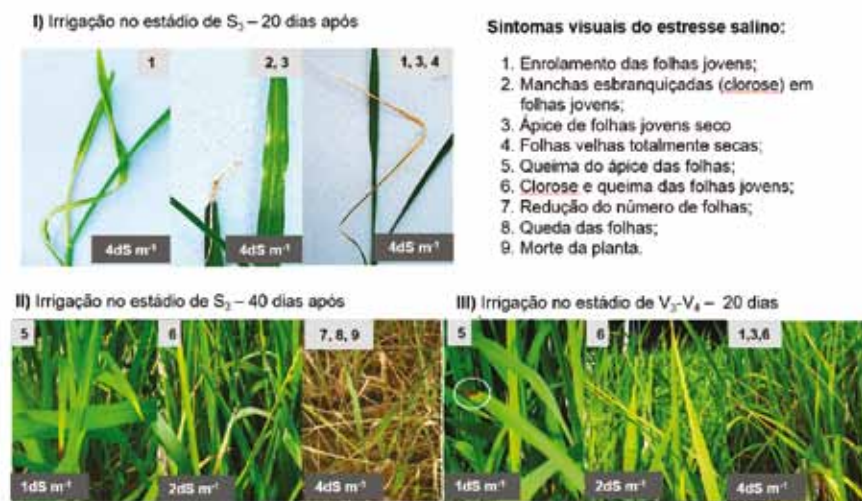 I) Irrigação no estádio de S₃ – 20 dias após
1
2, 3
1, 3, 4
4dS m⁻¹
4dS m⁻¹
4dS m⁻¹
Sintomas visuais do estresse salino:
1. Enrolamento das folhas jovens;
2. Manchas esbranquiçadas (clorose) em
folhas jovens;
3. Ápice de folhas jovens seco
4. Folhas velhas totalmente secas;
5. Queima do ápice das folhas;
6. Clorose e queima das folhas jovens;
7. Redução do número de folhas;
8. Queda das folhas;
9. Morte da planta.
II) Irrigação no estádio de S₃ – 40 dias após
5
6
7, 8, 9
1dS m⁻¹
2dS m⁻¹
4dS m⁻¹
III) Irrigação no estádio de V₃-V₄ – 20 dias
5
6
1,3,6
1dS m⁻¹
2dS m⁻¹
4dS m⁻¹